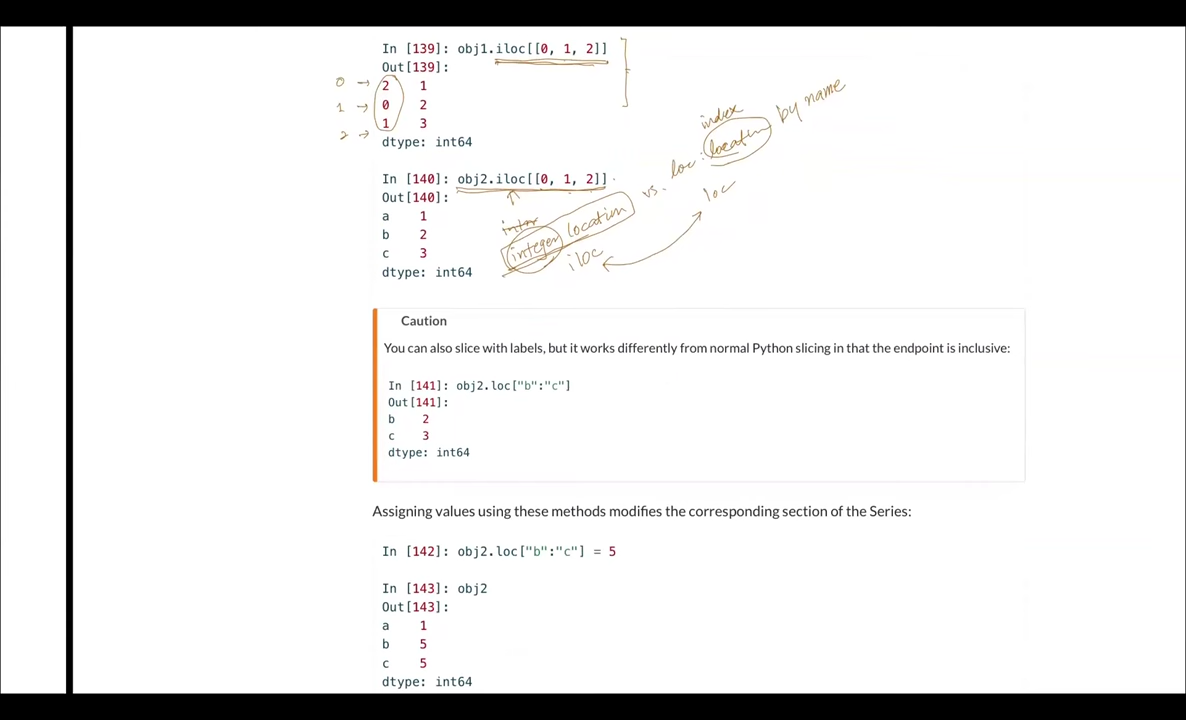 In [139]: obj1.iloc[[0, 1, 2]]
Out[139]:
0 → 2 1
1 → 0 2
2 → 1 3
dtype: int64
index
loc: location by name
vs.
loc
In [140]: obj2.iloc[[0, 1, 2]]
Out[140]:
a 1
b 2
c 3
dtype: int64
integer location
iloc
Caution
You can also slice with labels, but it works differently from normal Python slicing in that the endpoint is inclusive:
In [141]: obj2.loc["b":"c"]
Out[141]:
b 2
c 3
dtype: int64
Assigning values using these methods modifies the corresponding section of the Series:
In [142]: obj2.loc["b":"c"] = 5
In [143]: obj2
Out[143]:
a 1
b 5
c 5
dtype: int64